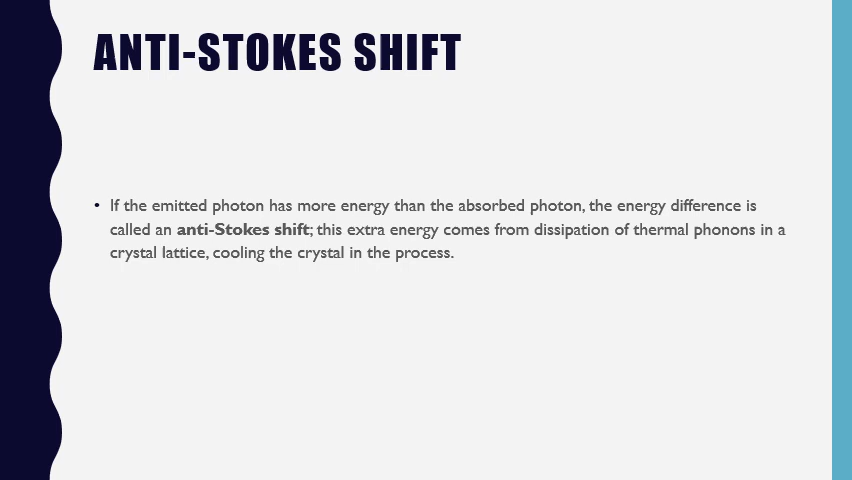 ANTI-STOKES SHIFT
• If the emitted photon has more energy than the absorbed photon, the energy difference is
called an anti-Stokes shift; this extra energy comes from dissipation of thermal phonons in a
crystal lattice, cooling the crystal in the process.